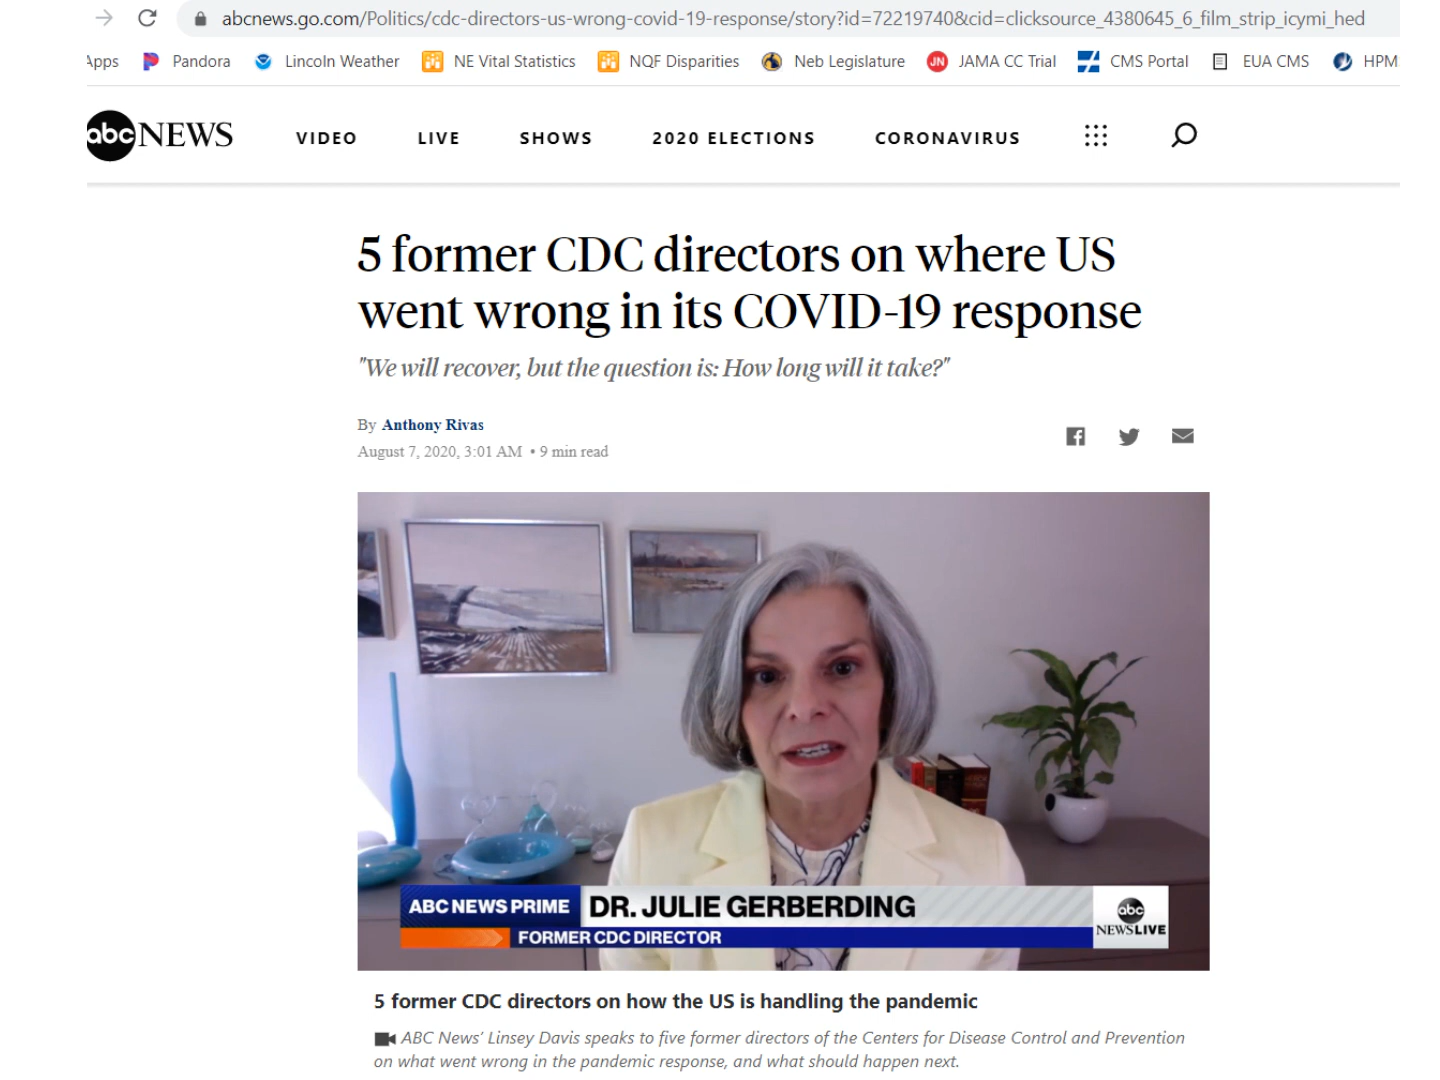 abcnews.go.com/Politics/cdc-directors-us-wrong-covid-19-response/story?id=72219740&cid=clicksource_4380645_6_film_strip_icymi_hed
Apps Pandora Lincoln Weather NE Vital Statistics NQF Disparities Neb Legislature JN JAMA CC Trial CMS Portal EUA CMS HPM
abc NEWS VIDEO LIVE SHOWS 2020 ELECTIONS CORONAVIRUS
5 former CDC directors on where US
went wrong in its COVID-19 response
"We will recover, but the question is: How long will it take?"
By Anthony Rivas
August 7, 2020, 3:01 AM • 9 min read
ABC NEWS PRIME DR. JULIE GERBERDING abc
FORMER CDC DIRECTOR NEWSLIVE
5 former CDC directors on how the US is handling the pandemic
ABC News' Linsey Davis speaks to five former directors of the Centers for Disease Control and Prevention
on what went wrong in the pandemic response, and what should happen next.